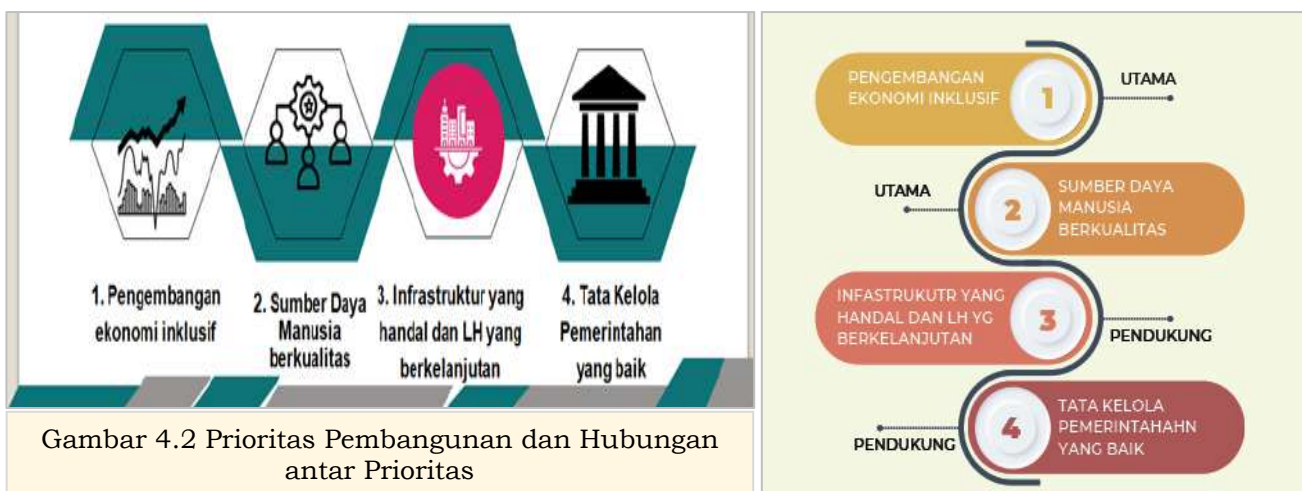 1. Pengembangan
ekonomi inklusif
2. Sumber Daya
Manusia
berkualitas
3. Infrastruktur yang
handal dan LH yang
berkelanjutan
4. Tata Kelola
Pemerintahan
yang baik
Gambar 4.2 Prioritas Pembangunan dan Hubungan
antar Prioritas
PENGEMBANGAN
EKONOMI INKLUSIF
1
UTAMA
UTAMA
2
SUMBER DAYA
MANUSIA
BERKUALITAS
INFASTRUKUTR YANG
HANDAL DAN LH YG
BERKELANJUTAN
3
PENDUKUNG
PENDUKUNG
4
TATA KELOLA
PEMERINTAHAHN
YANG BAIK